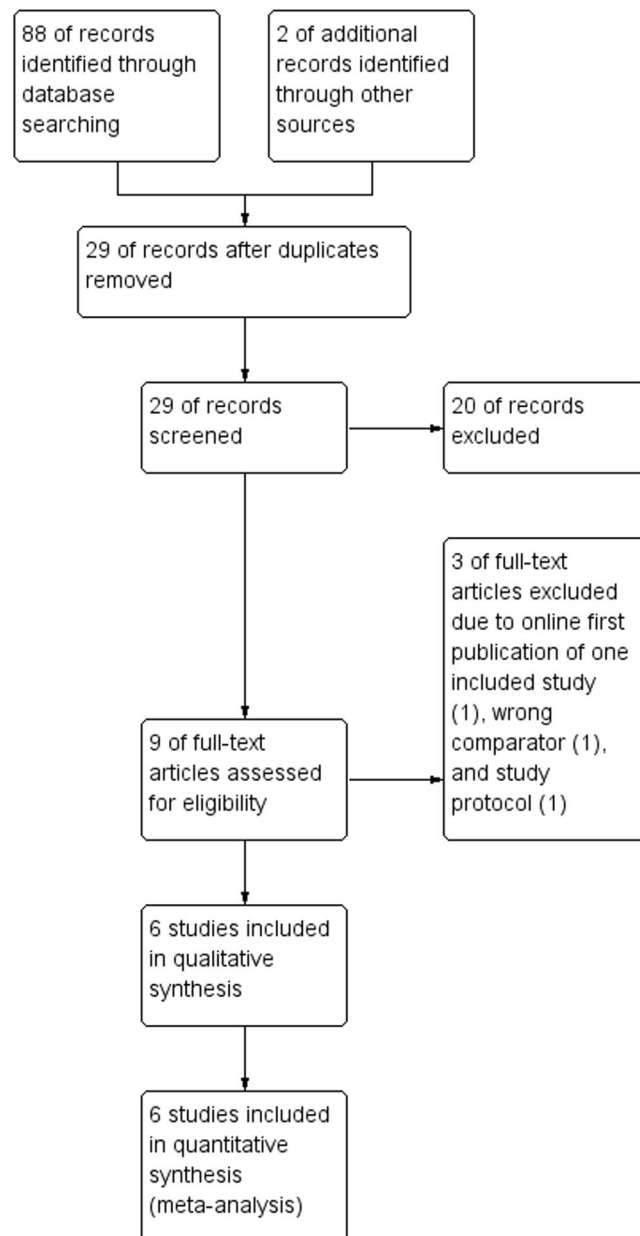 88 of records
identified through
database
searching
2 of additional
records identified
through other
sources
29 of records after duplicates
removed
29 of records
screened
20 of records
excluded
3 of full-text
articles excluded
due to online first
publication of one
included study
(1), wrong
comparator (1),
and study
protocol (1)
9 of full-text
articles assessed
for eligibility
6 studies included
in qualitative
synthesis
6 studies included
in quantitative
synthesis
(meta-analysis)